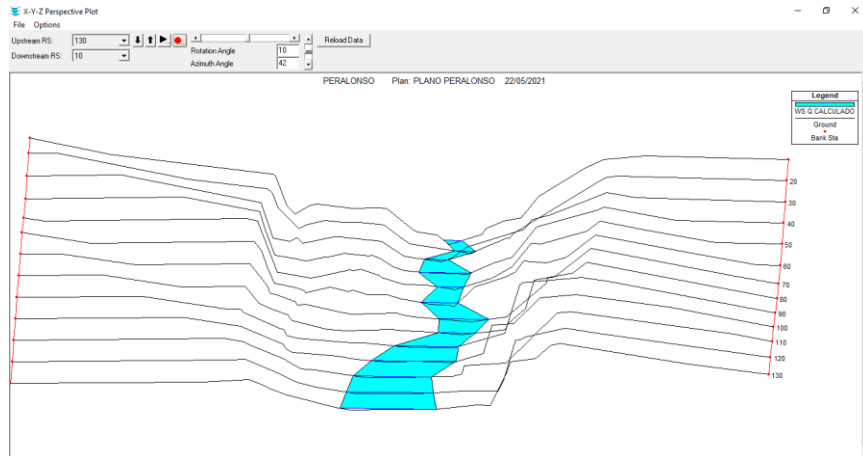 X-Y-Z Perspective Plot
File Options
Upstream RS: 130
Downstream RS: 10
Rotation Angle 10
Azimuth Angle 42
Reload Data
PERALONSO Plan: PLANO PERALONSO 22/05/2021
Legend
WS Q CALCULADO
Ground
Bank Sta
20
30
40
50
60
70
80
90
100
110
120
130